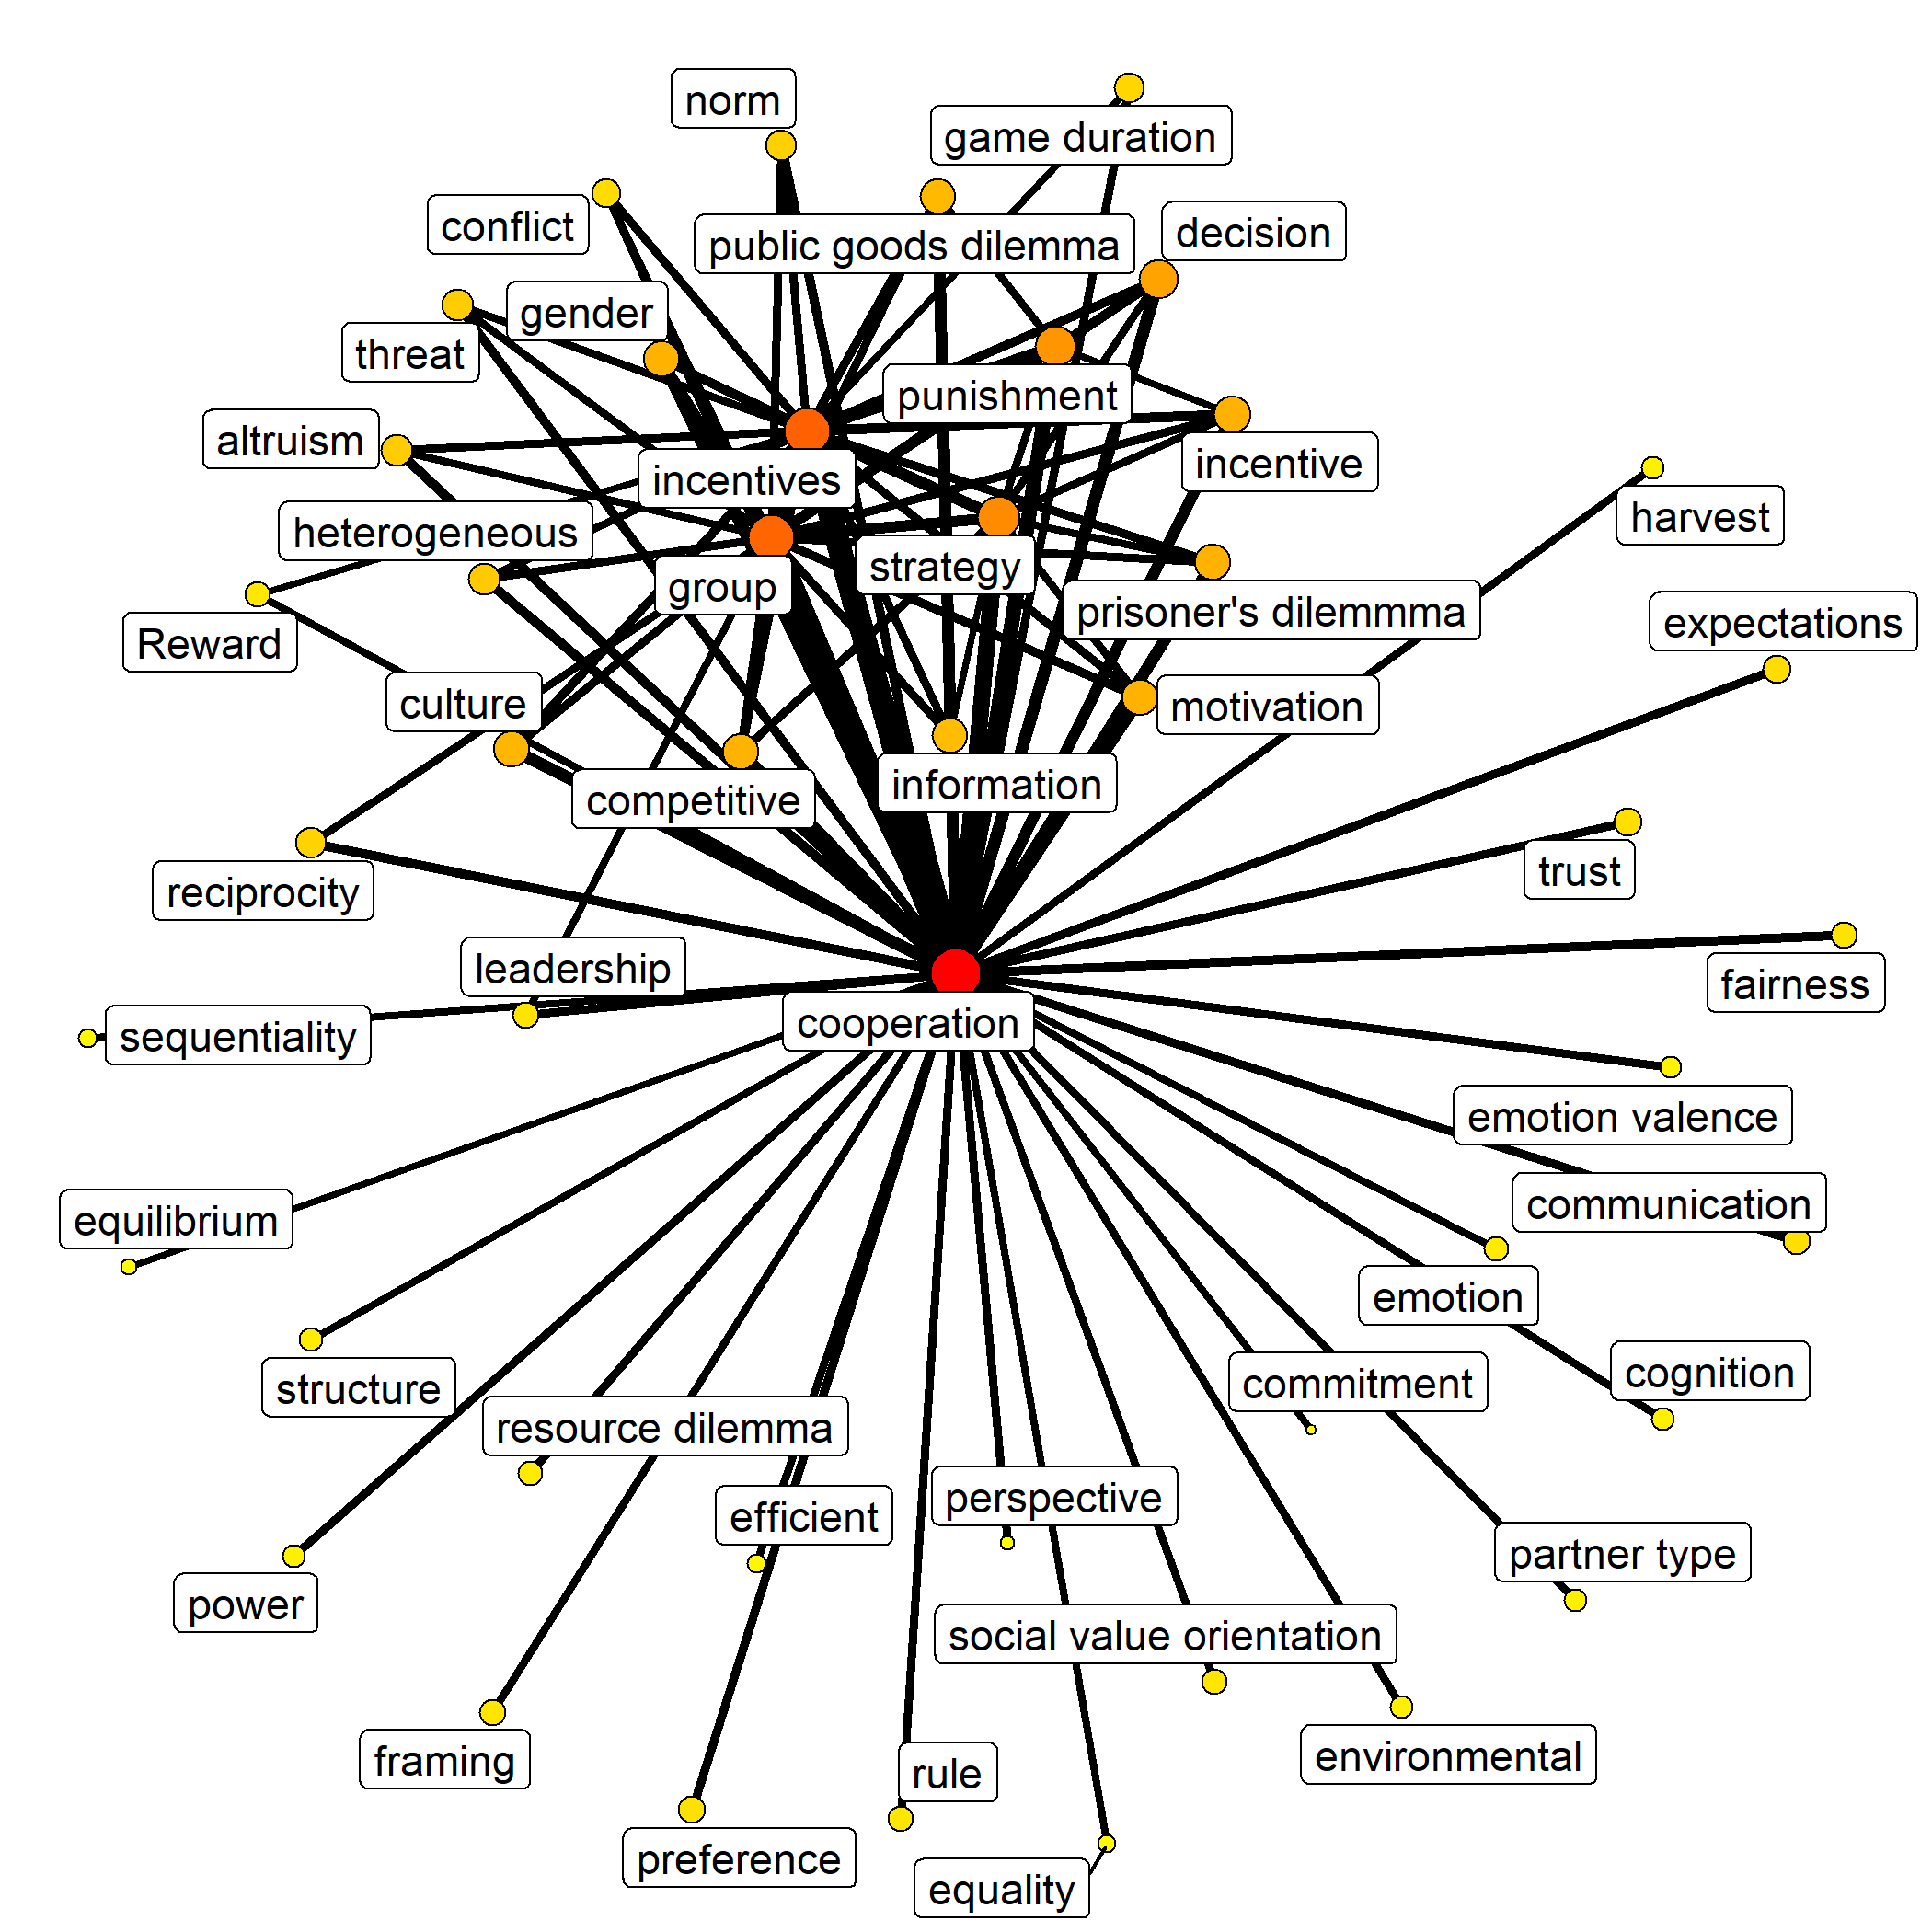 norm
game duration
conflict
public goods dilemma
decision
gender
threat
punishment
altruism
incentives
incentive
heterogeneous
harvest
strategy
group
prisoner's dilemmma
expectations
Reward
culture
motivation
competitive
information
reciprocity
trust
leadership
fairness
sequentiality
cooperation
emotion valence
communication
equilibrium
emotion
structure
commitment
cognition
resource dilemma
perspective
efficient
partner type
power
social value orientation
framing
rule
environmental
preference
equality